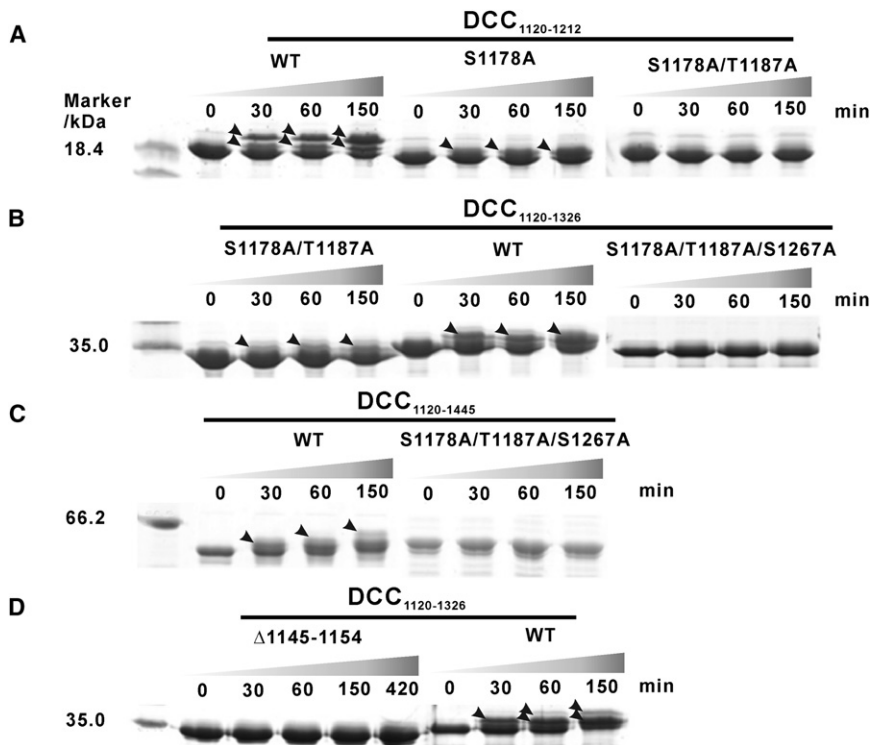 A
DCC1120-1212
WT S1178A S1178A/T1187A
Marker /kDa
0 30 60 150 0 30 60 150 0 30 60 150 min
18.4
B
DCC1120-1326
S1178A/T1187A WT S1178A/T1187A/S1267A
0 30 60 150 0 30 60 150 0 30 60 150 min
35.0
C
DCC1120-1445
WT S1178A/T1187A/S1267A
0 30 60 150 0 30 60 150 min
66.2
D
DCC1120-1326
Δ1145-1154 WT
0 30 60 150 420 0 30 60 150 min
35.0